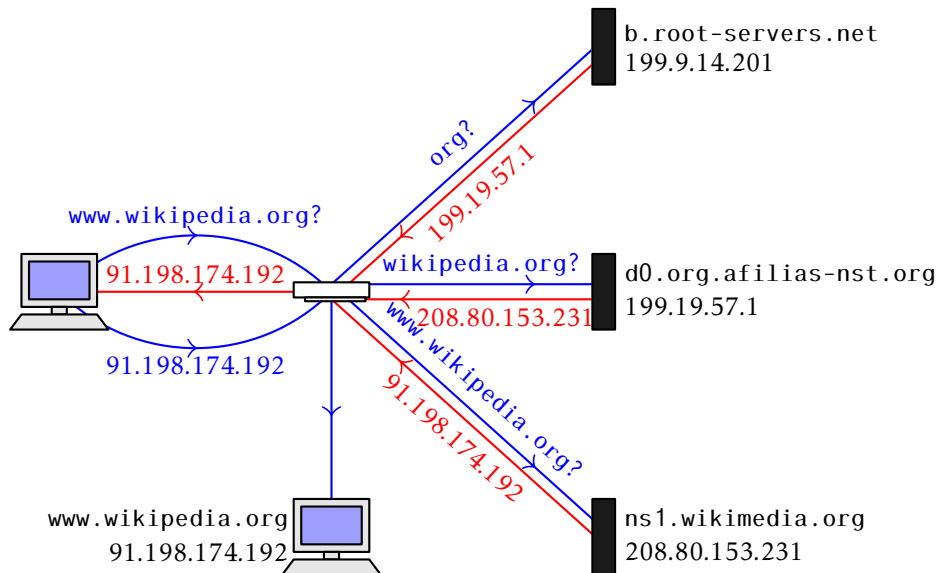 b.root-servers.net
199.9.14.201
org?
199.19.57.1
www.wikipedia.org?
91.198.174.192
91.198.174.192
wikipedia.org?
208.80.153.231
d0.org.afilias-nst.org
199.19.57.1
www.wikipedia.org?
91.198.174.192
www.wikipedia.org
91.198.174.192
ns1.wikimedia.org
208.80.153.231